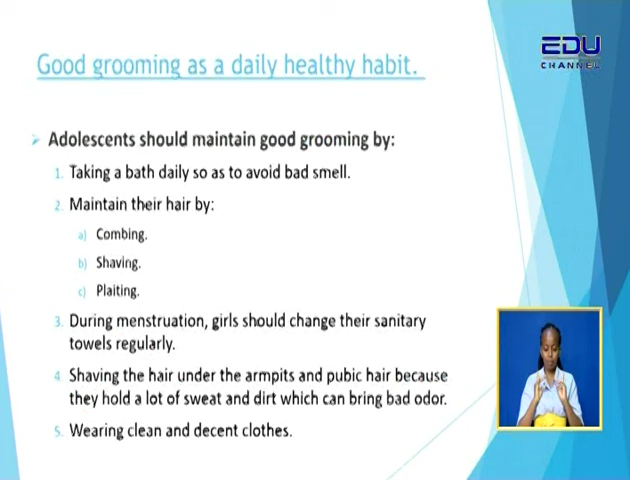 Good grooming as a daily healthy habit.
EDU
CHANNEL
Adolescents should maintain good grooming by:
1. Taking a bath daily so as to avoid bad smell.
2. Maintain their hair by:
a) Combing.
b) Shaving.
c) Plaiting.
3. During menstruation, girls should change their sanitary
towels regularly.
4. Shaving the hair under the armpits and pubic hair because
they hold a lot of sweat and dirt which can bring bad odor.
5. Wearing clean and decent clothes.